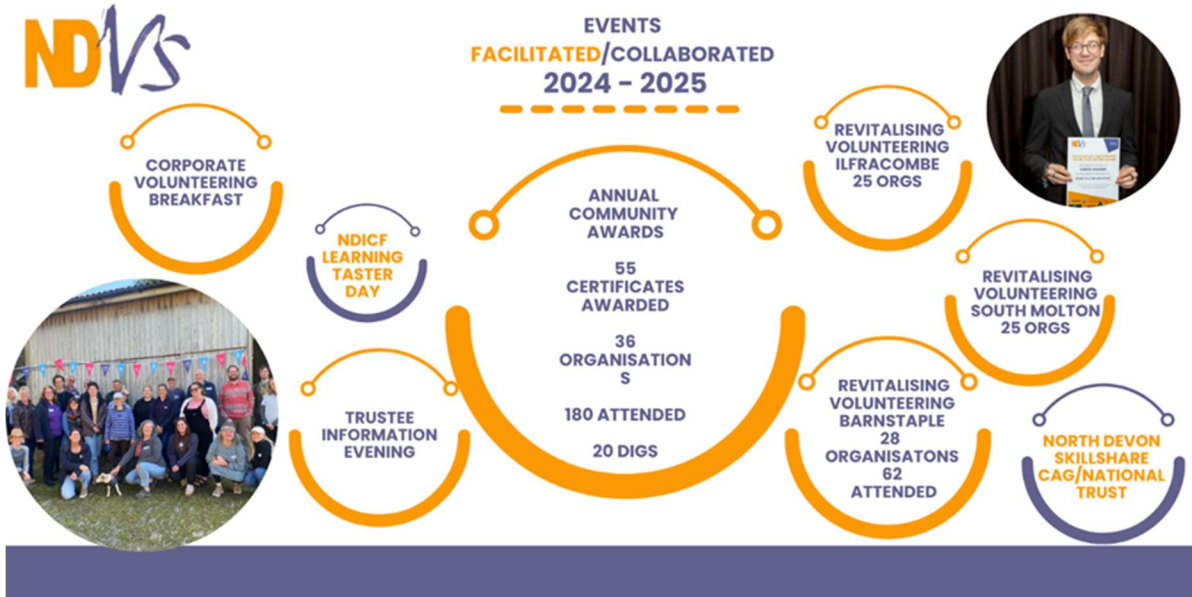 NDVS
EVENTS
FACILITATED/COLLABORATED
2024 - 2025
CORPORATE
VOLUNTEERING
BREAKFAST
NDICF
LEARNING
TASTER
DAY
TRUSTEE
INFORMATION
EVENING
ANNUAL
COMMUNITY
AWARDS
55
CERTIFICATES
AWARDED
36
ORGANISATION
S
180 ATTENDED
20 DIGS
REVITALISING
VOLUNTEERING
ILFRACOMBE
25 ORGS
REVITALISING
VOLUNTEERING
SOUTH MOLTON
25 ORGS
REVITALISING
VOLUNTEERING
BARNSTAPLE
28
ORGANISATONS
62
ATTENDED
NORTH DEVON
SKILLSHARE
CAG/NATIONAL
TRUST
NDVS